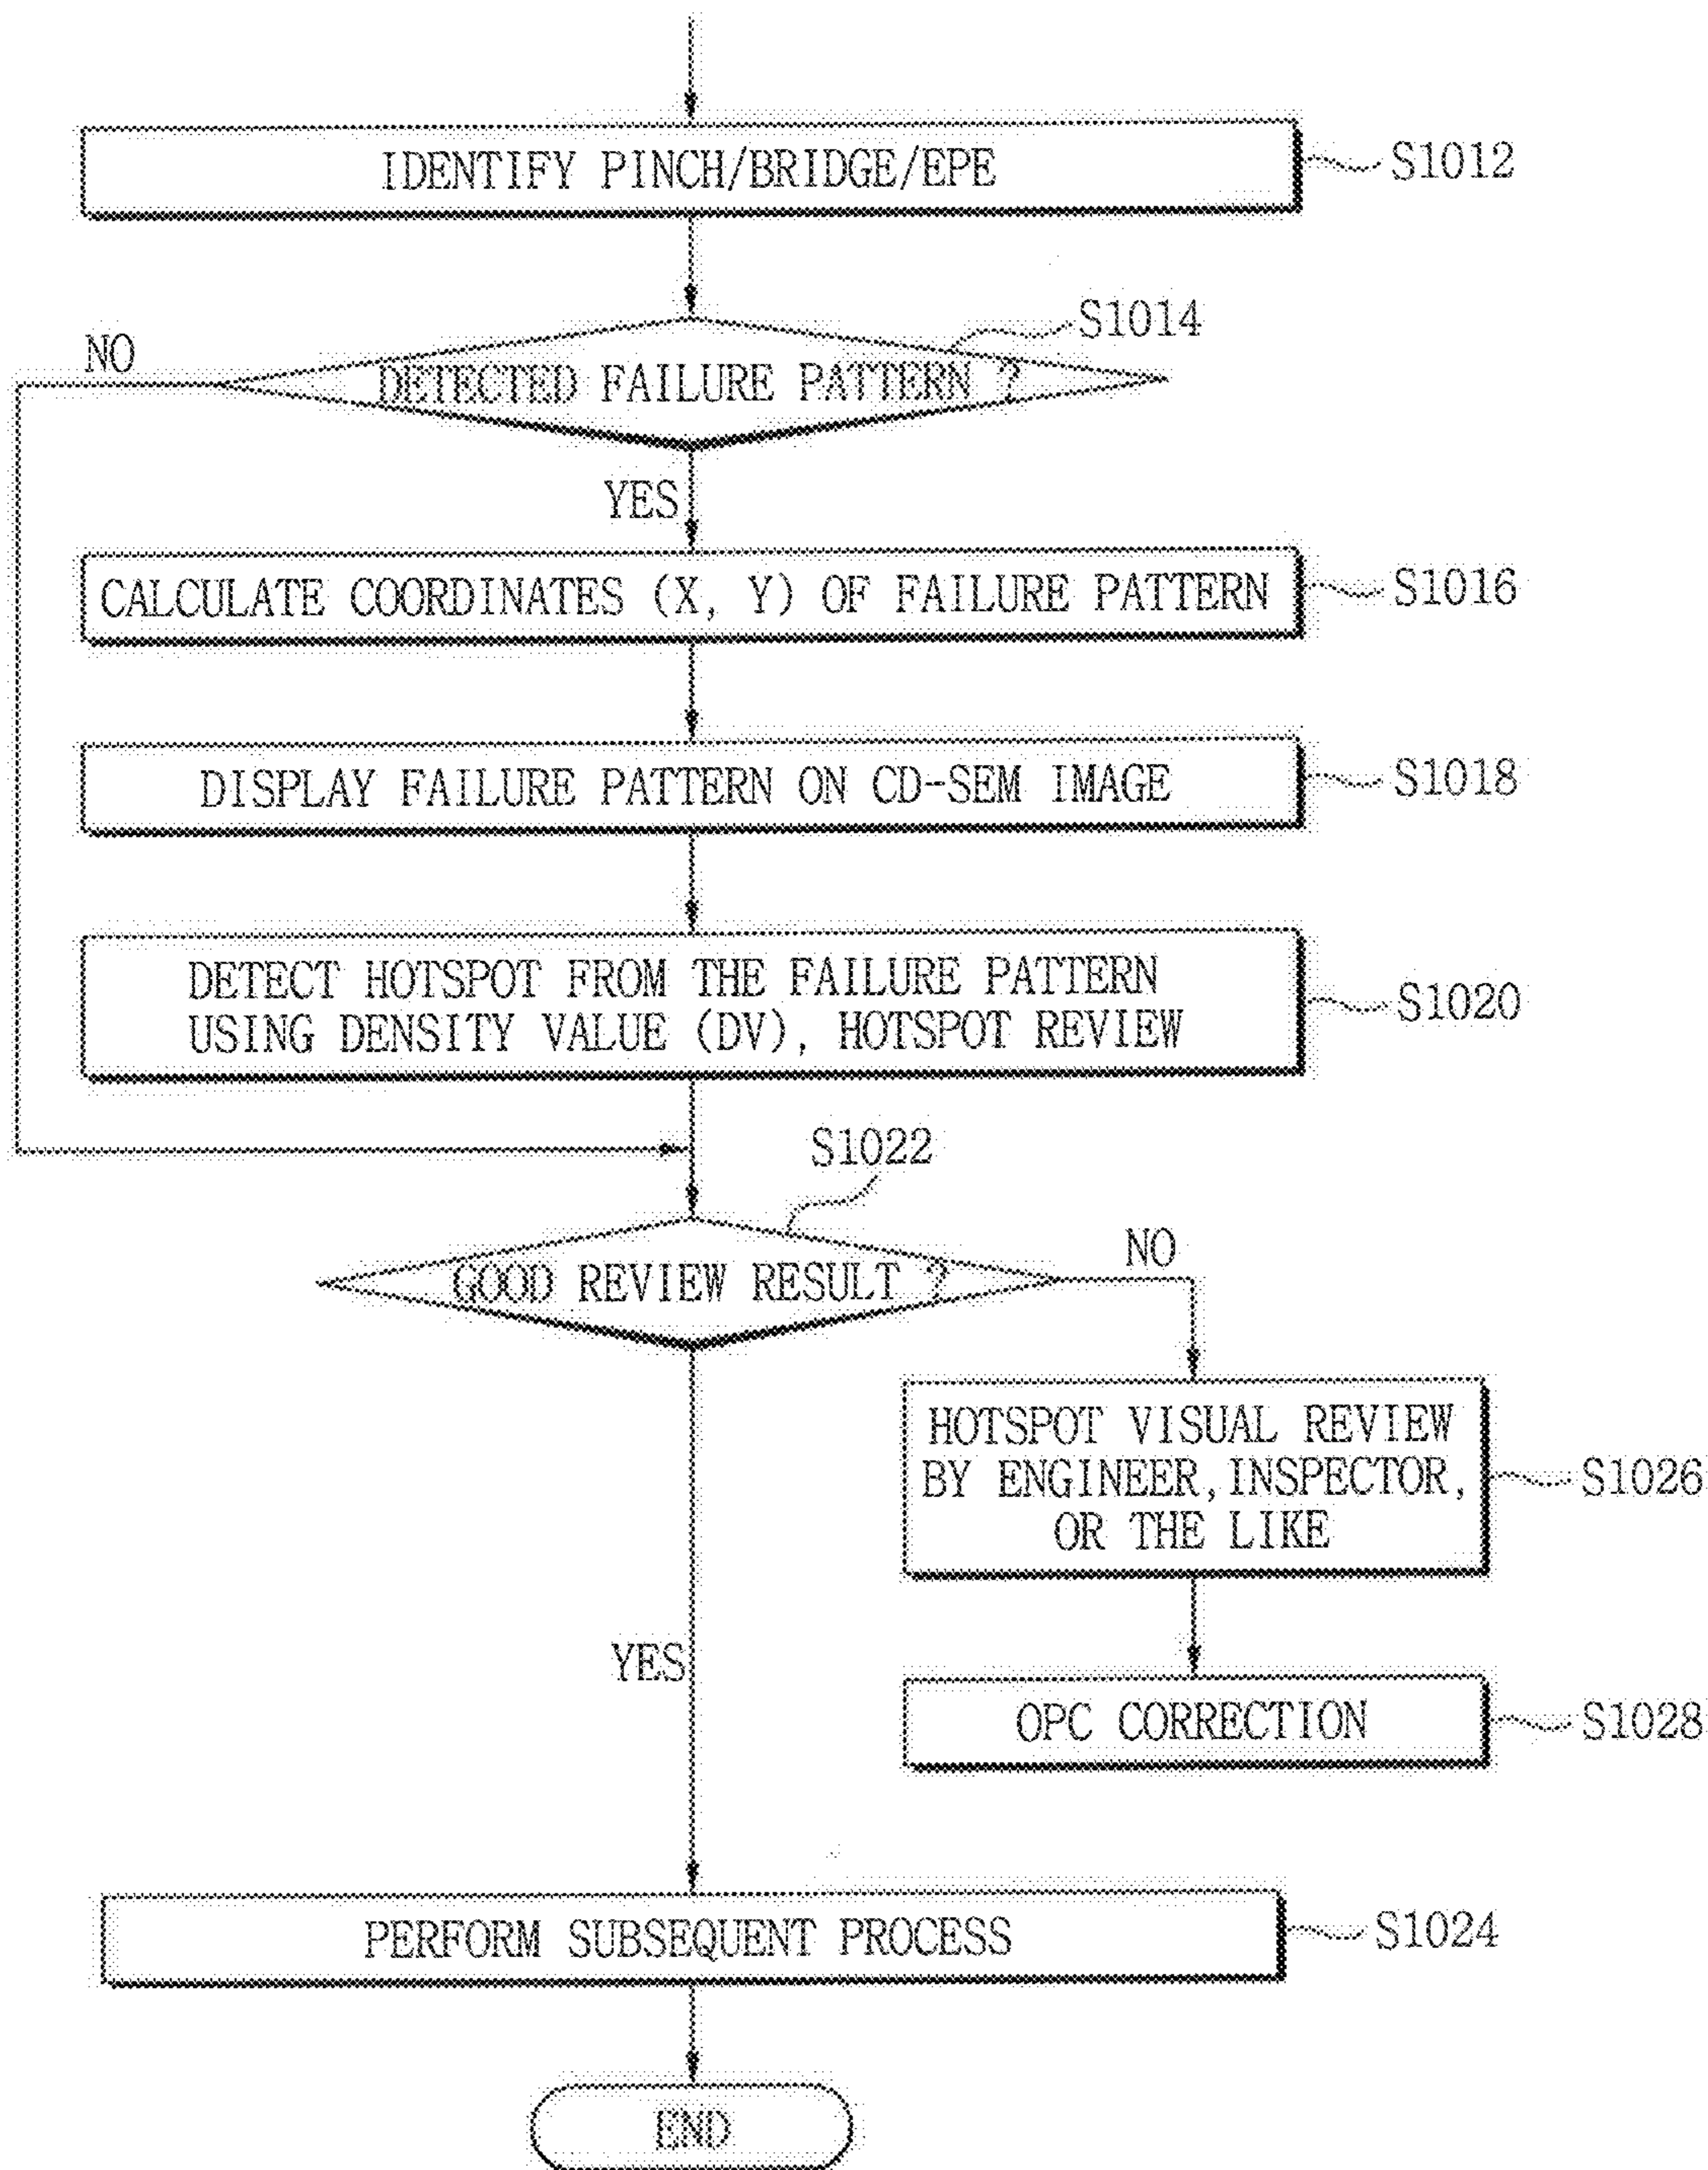 IDENTIFY PINCH/BRIDGE/EPE
S1012
S1014
NO
DETECTED FAILURE PATTERN ?
YES
CALCULATE COORDINATES (X, Y) OF FAILURE PATTERN
S1016
DISPLAY FAILURE PATTERN ON CD-SEM IMAGE
S1018
DETECT HOTSPOT FROM THE FAILURE PATTERN
USING DENSITY VALUE (DV), HOTSPOT REVIEW
S1020
S1022
GOOD REVIEW RESULT ?
NO
HOTSPOT VISUAL REVIEW
BY ENGINEER, INSPECTOR,
OR THE LIKE
S1026
YES
OPC CORRECTION
S1028
PERFORM SUBSEQUENT PROCESS
S1024
END